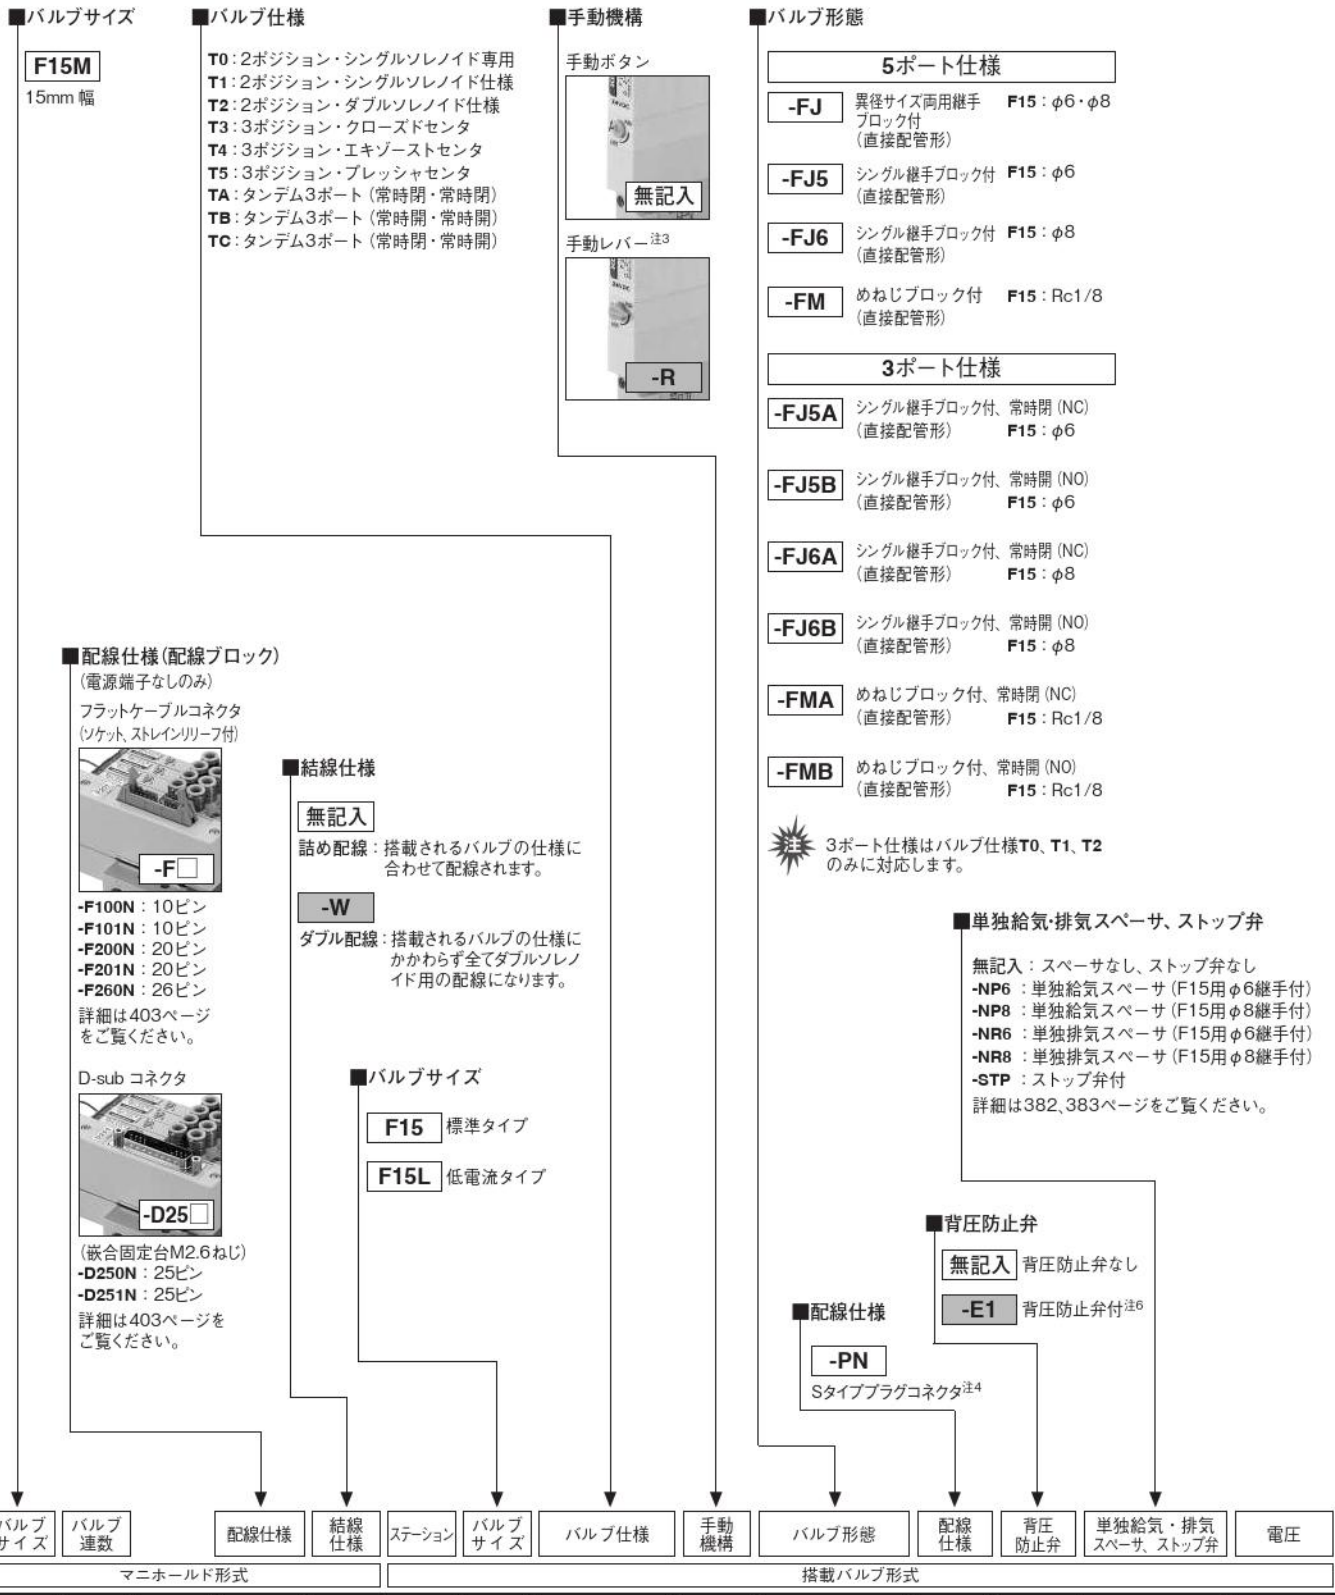 ■バルブサイズ
F15M
15mm 幅
■バルブ仕様
T0：2ポジション・シングルソレノイド専用
T1：2ポジション・シングルソレノイド仕様
T2：2ポジション・ダブルソレノイド仕様
T3：3ポジション・クローズドセンタ
T4：3ポジション・エキゾーストセンタ
T5：3ポジション・プレッシャセンタ
TA：タンデム3ポート（常時閉・常時閉）
TB：タンデム3ポート（常時開・常時開）
TC：タンデム3ポート（常時閉・常時開）
■手動機構
手動ボタン
無記入
手動レバー注3
-R
■バルブ形態
5ポート仕様
-FJ 異径サイズ両用継手 F15：φ6・φ8
ブロック付
（直接配管形）
-FJ5 シングル継手ブロック付 F15：φ6
（直接配管形）
-FJ6 シングル継手ブロック付 F15：φ8
（直接配管形）
-FM めねじブロック付 F15：Rc1/8
（直接配管形）
3ポート仕様
-FJ5A シングル継手ブロック付、常時閉（NC）
（直接配管形） F15：φ6
-FJ5B シングル継手ブロック付、常時開（NO）
（直接配管形） F15：φ6
-FJ6A シングル継手ブロック付、常時閉（NC）
（直接配管形） F15：φ8
-FJ6B シングル継手ブロック付、常時開（NO）
（直接配管形） F15：φ8
-FMA めねじブロック付、常時閉（NC）
（直接配管形） F15：Rc1/8
-FMB めねじブロック付、常時開（NO）
（直接配管形） F15：Rc1/8
注 3ポート仕様はバルブ仕様T0、T1、T2
のみに対応します。
■配線仕様（配線ブロック）
（電源端子なしのみ）
フラットケーブルコネクタ
（ソケット、ストレインリリーフ付）
-F□
-F100N：10ピン
-F101N：10ピン
-F200N：20ピン
-F201N：20ピン
-F260N：26ピン
詳細は403ページ
をご覧ください。
D-sub コネクタ
-D25□
（嵌合固定台M2.6ねじ）
-D250N：25ピン
-D251N：25ピン
詳細は403ページを
ご覧ください。
■結線仕様
無記入
詰め配線：搭載されるバルブの仕様に
合わせて配線されます。
-W
ダブル配線：搭載されるバルブの仕様に
かかわらず全てダブルソレノ
イド用の配線になります。
■バルブサイズ
F15 標準タイプ
F15L 低電流タイプ
■単独給気・排気スペーサ、ストップ弁
無記入：スペーサなし、ストップ弁なし
-NP6：単独給気スペーサ（F15用φ6継手付）
-NP8：単独給気スペーサ（F15用φ8継手付）
-NR6：単独排気スペーサ（F15用φ6継手付）
-NR8：単独排気スペーサ（F15用φ8継手付）
-STP：ストップ弁付
詳細は382、383ページをご覧ください。
■背圧防止弁
無記入 背圧防止弁なし
-E1 背圧防止弁付注6
■配線仕様
-PN
Sタイププラグコネクタ注4
バルブ
サイズ
バルブ
連数
配線仕様
結線
仕様
ステーション
バルブ
サイズ
バルブ仕様
手動
機構
バルブ形態
配線
仕様
背圧
防止弁
単独給気・排気
スペーサ、ストップ弁
電圧
マニホールド形式
搭載バルブ形式